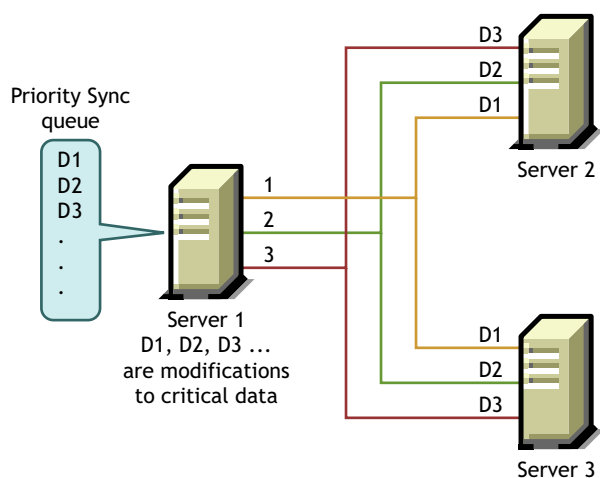 Priority Sync
queue
D1
D2
D3
.
.
.
1
2
3
Server 1
D1, D2, D3 ...
are modifications
to critical data
D3
D2
D1
Server 2
D1
D2
D3
Server 3